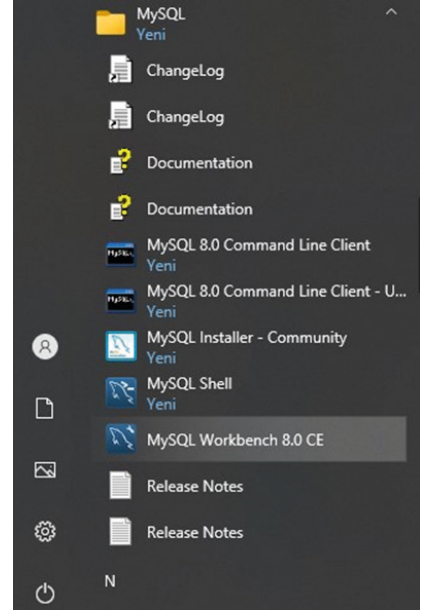 MySQL
Yeni
ChangeLog
ChangeLog
Documentation
Documentation
MySQL 8.0 Command Line Client
Yeni
MySQL 8.0 Command Line Client - U...
Yeni
MySQL Installer - Community
Yeni
MySQL Shell
Yeni
MySQL Workbench 8.0 CE
Release Notes
Release Notes
N